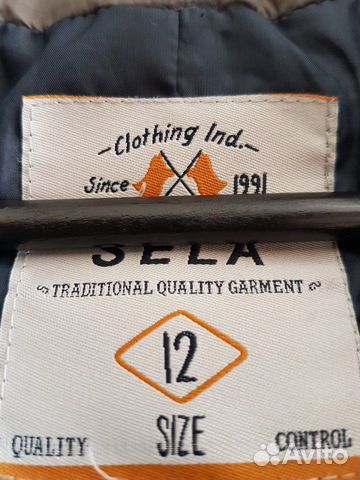 -Clothing Ind.-
Since 1991
SELA
TRADITIONAL QUALITY GARMENT
12
SIZE
QUALITY CONTROL
Avito